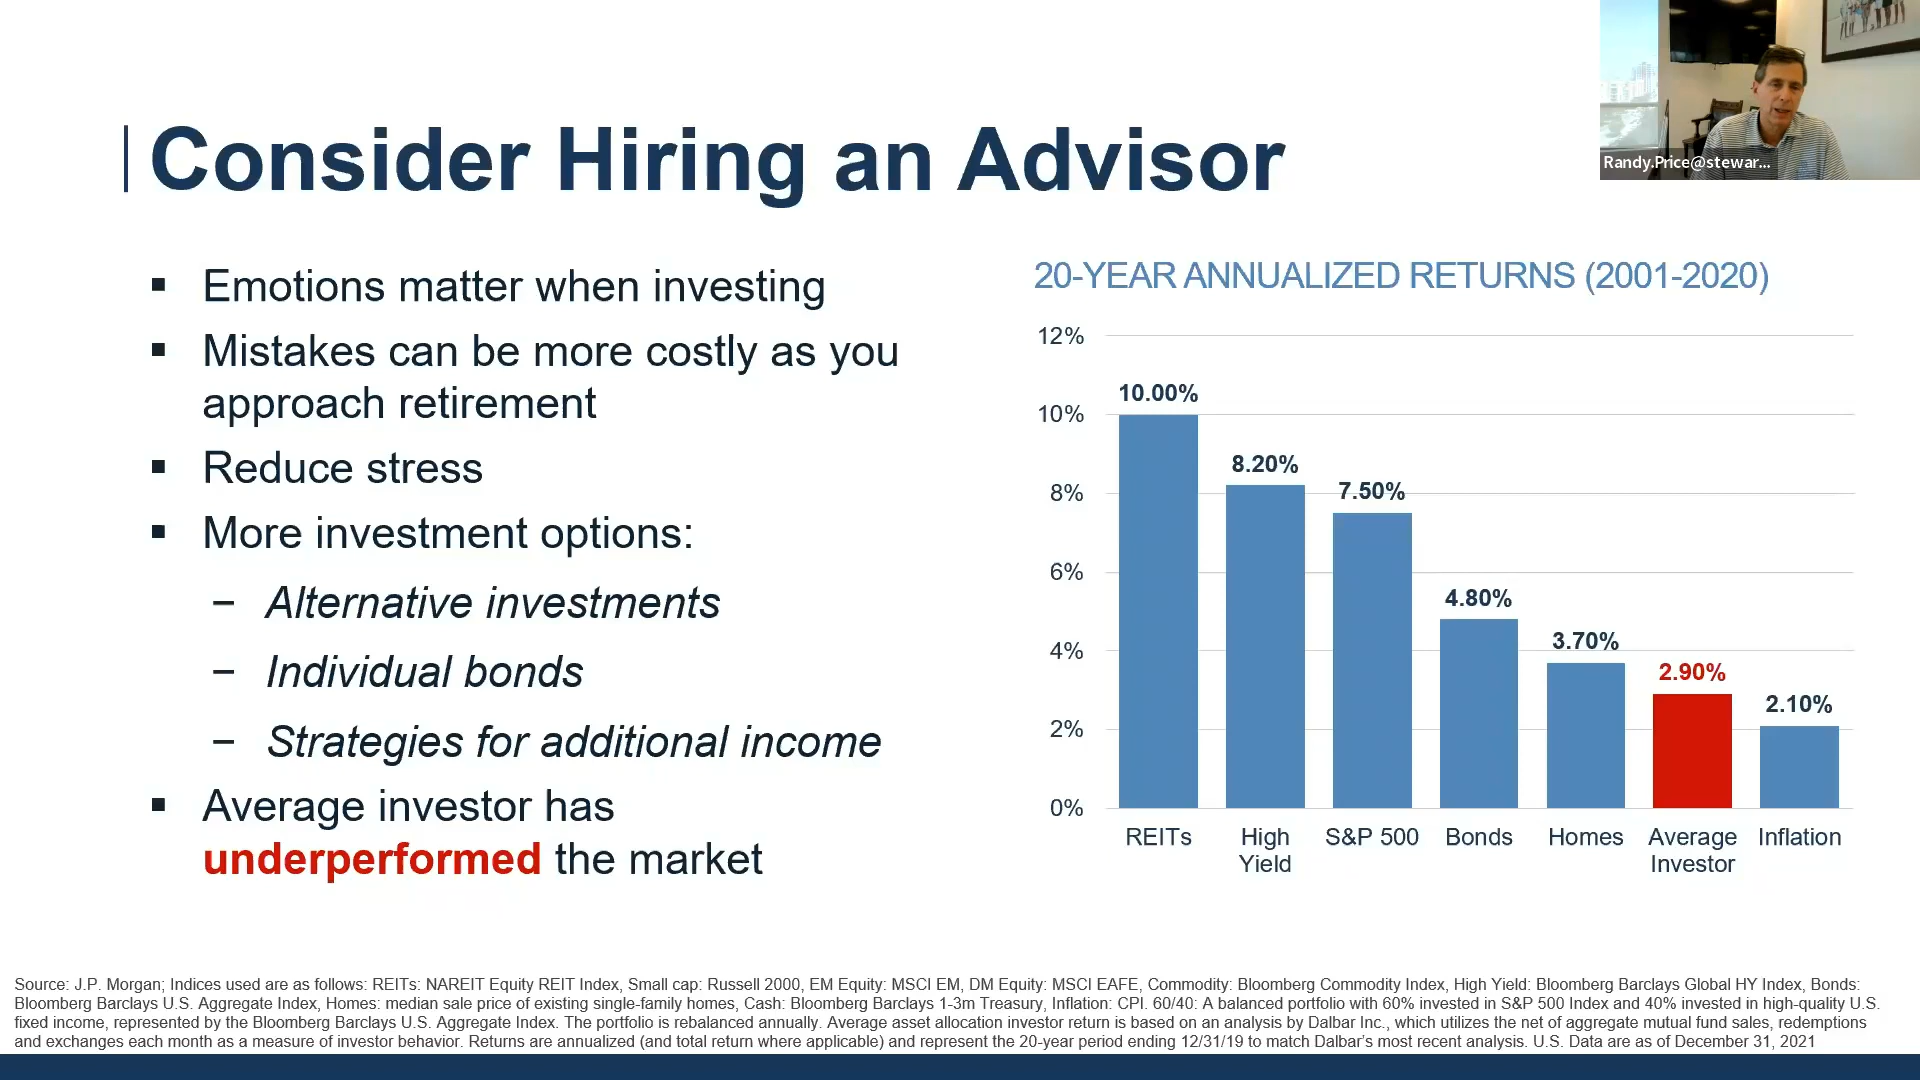 Randy.Price@stewar...
Consider Hiring an Advisor
▪ Emotions matter when investing
▪ Mistakes can be more costly as you
approach retirement
▪ Reduce stress
▪ More investment options:
– Alternative investments
– Individual bonds
– Strategies for additional income
▪ Average investor has
underperformed the market
20-YEAR ANNUALIZED RETURNS (2001-2020)
12%
10%
8%
6%
4%
2%
0%
10.00%
8.20%
7.50%
4.80%
3.70%
2.90%
2.10%
REITs
High
Yield
S&P 500
Bonds
Homes
Average
Investor
Inflation
Source: J.P. Morgan; Indices used are as follows: REITs: NAREIT Equity REIT Index, Small cap: Russell 2000, EM Equity: MSCI EM, DM Equity: MSCI EAFE, Commodity: Bloomberg Commodity Index, High Yield: Bloomberg Barclays Global HY Index, Bonds:
Bloomberg Barclays U.S. Aggregate Index, Homes: median sale price of existing single-family homes, Cash: Bloomberg Barclays 1-3m Treasury, Inflation: CPI. 60/40: A balanced portfolio with 60% invested in S&P 500 Index and 40% invested in high-quality U.S.
fixed income, represented by the Bloomberg Barclays U.S. Aggregate Index. The portfolio is rebalanced annually. Average asset allocation investor return is based on an analysis by Dalbar Inc., which utilizes the net of aggregate mutual fund sales, redemptions
and exchanges each month as a measure of investor behavior. Returns are annualized (and total return where applicable) and represent the 20-year period ending 12/31/19 to match Dalbar's most recent analysis. U.S. Data are as of December 31, 2021